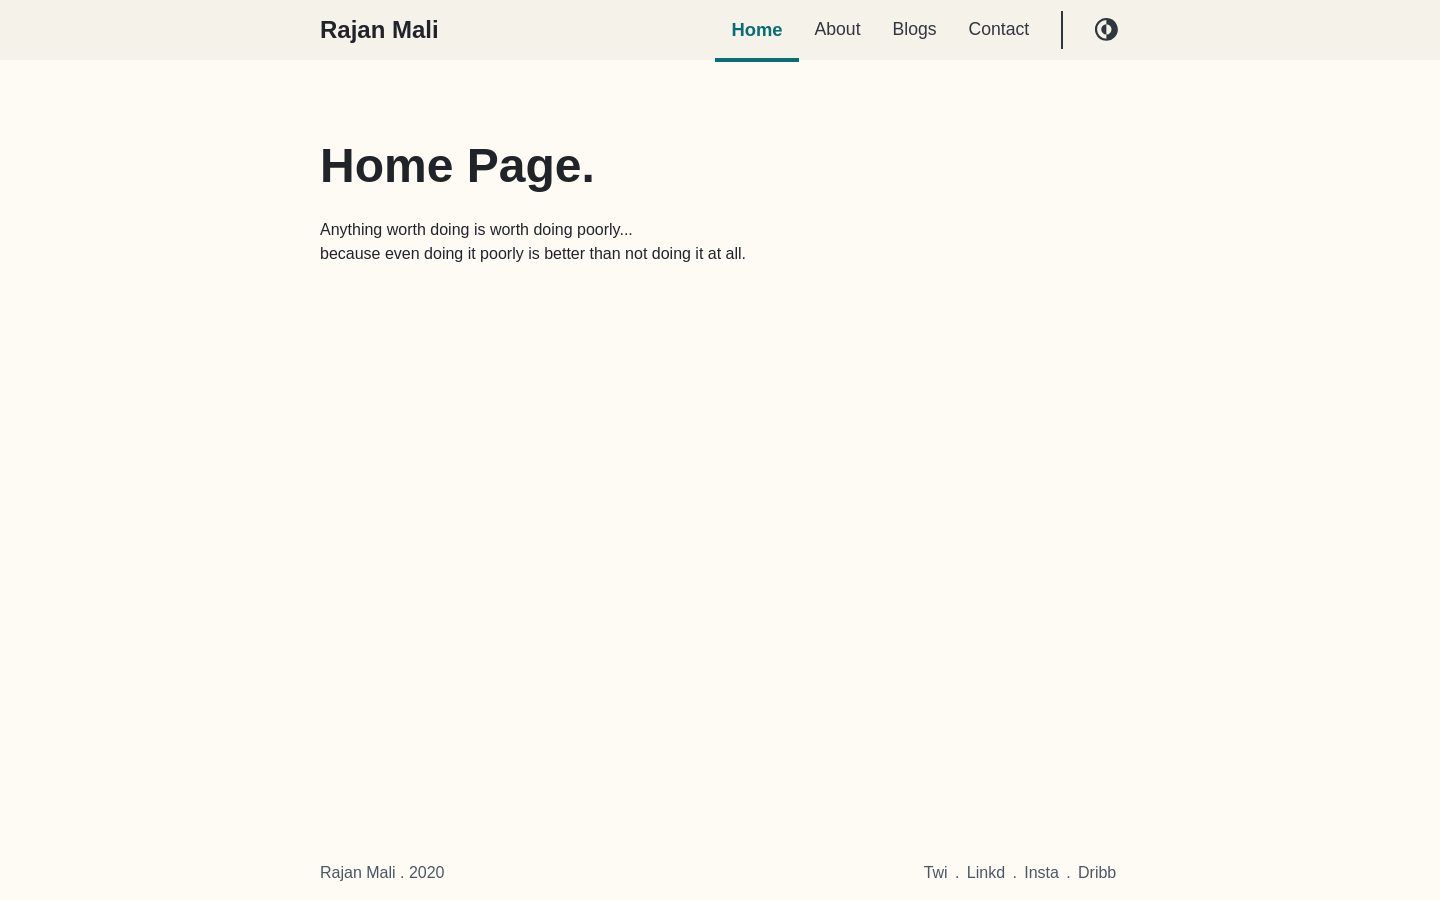 Rajan Mali
Home
About
Blogs
Contact
Home Page.
Anything worth doing is worth doing poorly...
because even doing it poorly is better than not doing it at all.
Rajan Mali . 2020
Twi . Linkd . Insta . Dribb